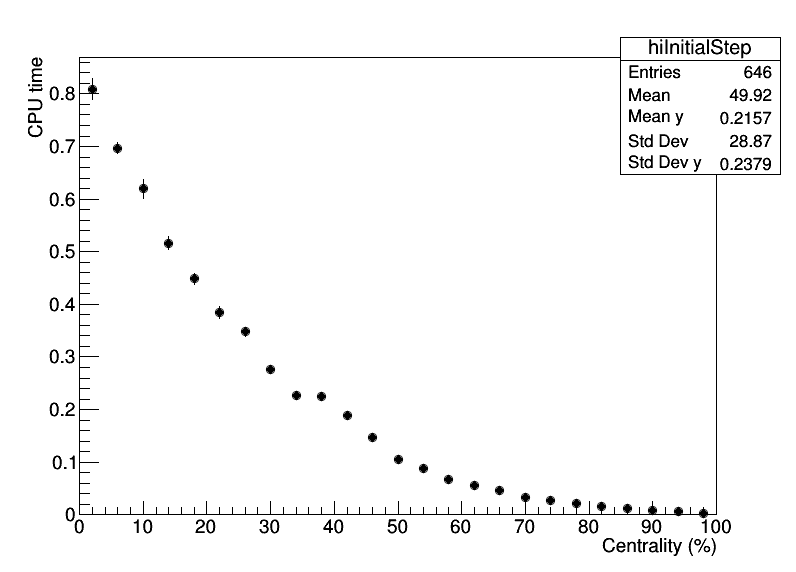 hiInitialStep
Entries 646
Mean 49.92
Mean y 0.2157
Std Dev 28.87
Std Dev y 0.2379
CPU time
0.8
0.7
0.6
0.5
0.4
0.3
0.2
0.1
0
0 10 20 30 40 50 60 70 80 90 100
Centrality (%)